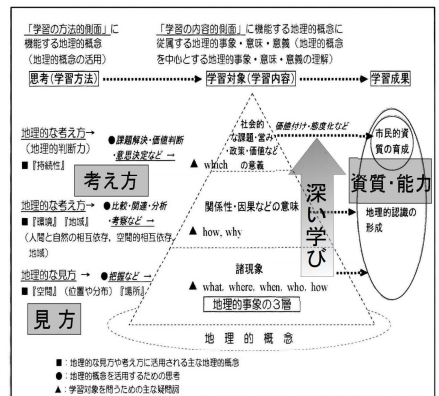 「学習の方法的側面」に
機能する地理的概念
(地理的概念の活用)
「学習の内容的側面」に機能する地理的概念に
従属する地理的事象・意味・意義(地理的概念
を中心とする地理的事象・意味・意義の理解)
思考(学習方法)
学習対象(学習内容)
学習成果
地理的な考え方→
(地理的判断力)
■『持続性』
●課題解決・価値判断
・意思決定など →
考え方
社会的
な課題・営み
・政策・価値など
の意義
▲ which
価値付け・態度化など
市民的資
質の育成
資質・能力
地理的認識の
形成
地理的な考え方→
■『環境』『地域』
(人間と自然の相互依存, 空間的相互依存,
地域)
●比較・関連・分析
・考察など →
関係性・因果などの意味
▲ how, why
深い学び
地理的な見方 →
■『空間』(位置や分布)『場所』
●把握など →
見方
諸現象
▲ what, where, when, who, how
地理的事象の3層
地 理 的 概 念
■:地理的な見方や考え方に活用される主な地理的概念
●:地理的概念を活用するための思考
▲:学習対象を問うための主な疑問詞